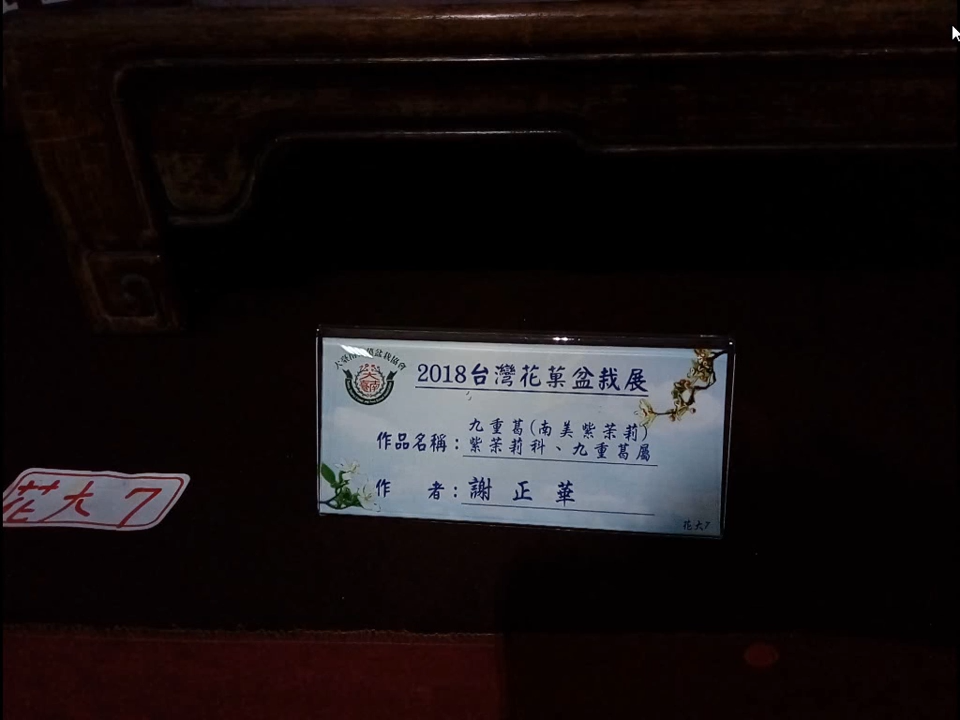 2018台灣花菓盆栽展
作品名稱：九重葛(南美紫茉莉)
紫茉莉科、九重葛屬
作 者：謝正華
花大7
花大7